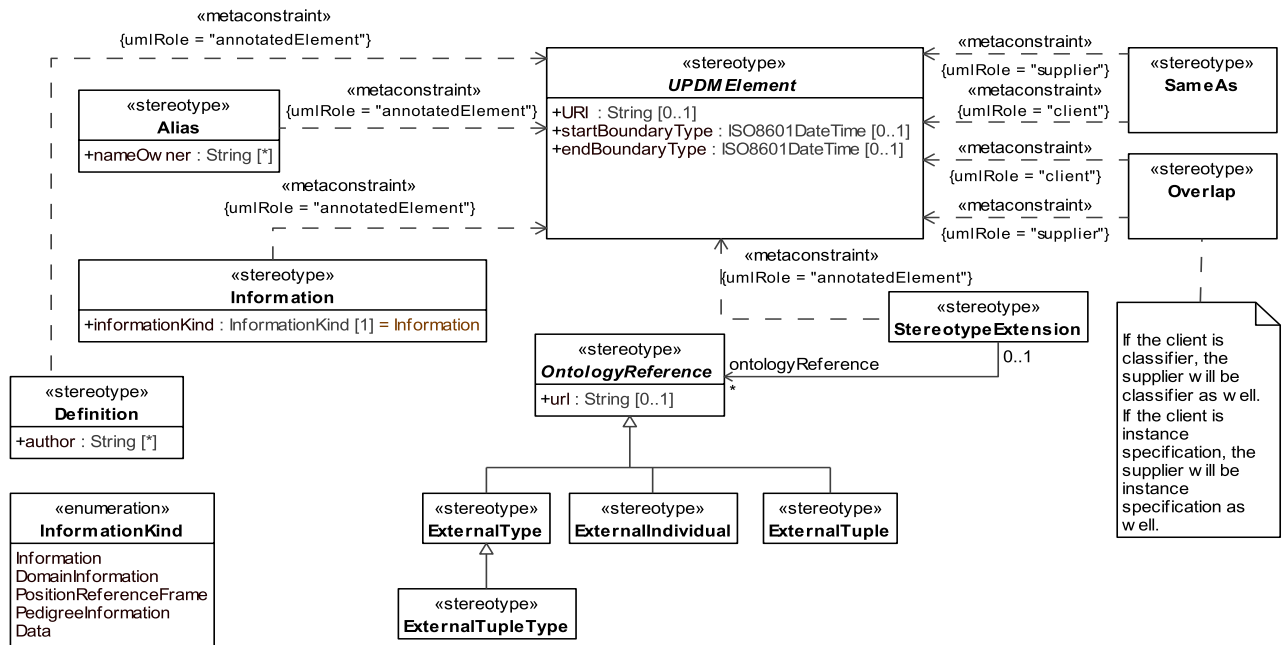 «metaconstraint»
{umlRole = "annotatedElement"}
«stereotype»
Alias
+nameOwner : String [*]
«metaconstraint»
{umlRole = "annotatedElement"}
«metaconstraint»
{umlRole = "annotatedElement"}
«stereotype»
UPDMElement
+URI : String [0..1]
+startBoundaryType : ISO8601DateTime [0..1]
+endBoundaryType : ISO8601DateTime [0..1]
«metaconstraint»
{umlRole = "supplier"}
«metaconstraint»
{umlRole = "client"}
«stereotype»
SameAs
«metaconstraint»
{umlRole = "client"}
«metaconstraint»
{umlRole = "supplier"}
«stereotype»
Overlap
«stereotype»
Information
+informationKind : InformationKind [1] = Information
«metaconstraint»
{umlRole = "annotatedElement"}
«stereotype»
StereotypeExtension
0..1
ontologyReference
*
«stereotype»
OntologyReference
+url : String [0..1]
If the client is
classifier, the
supplier will be
classifier as well.
If the client is
instance
specification, the
supplier will be
instance
specification as
well.
«stereotype»
Definition
+author : String [*]
«enumeration»
InformationKind
Information
DomainInformation
PositionReferenceFrame
PedigreeInformation
Data
«stereotype»
ExternalType
«stereotype»
ExternalIndividual
«stereotype»
ExternalTuple
«stereotype»
ExternalTupleType